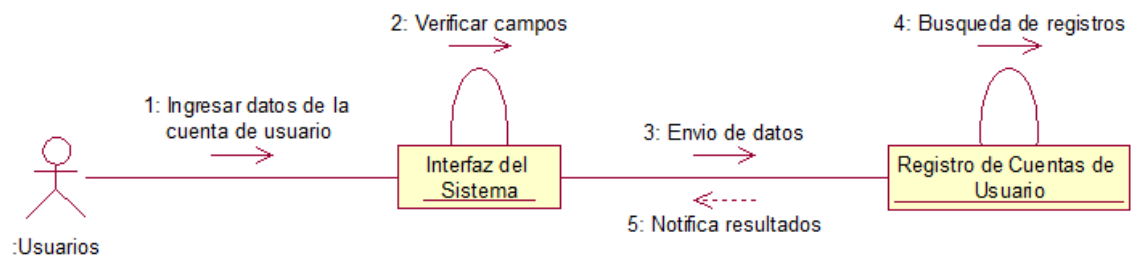 2: Verificar campos
4: Busqueda de registros
1: Ingresar datos de la
cuenta de usuario
3: Envio de datos
Interfaz del
Sistema
Registro de Cuentas de
Usuario
5: Notifica resultados
:Usuarios